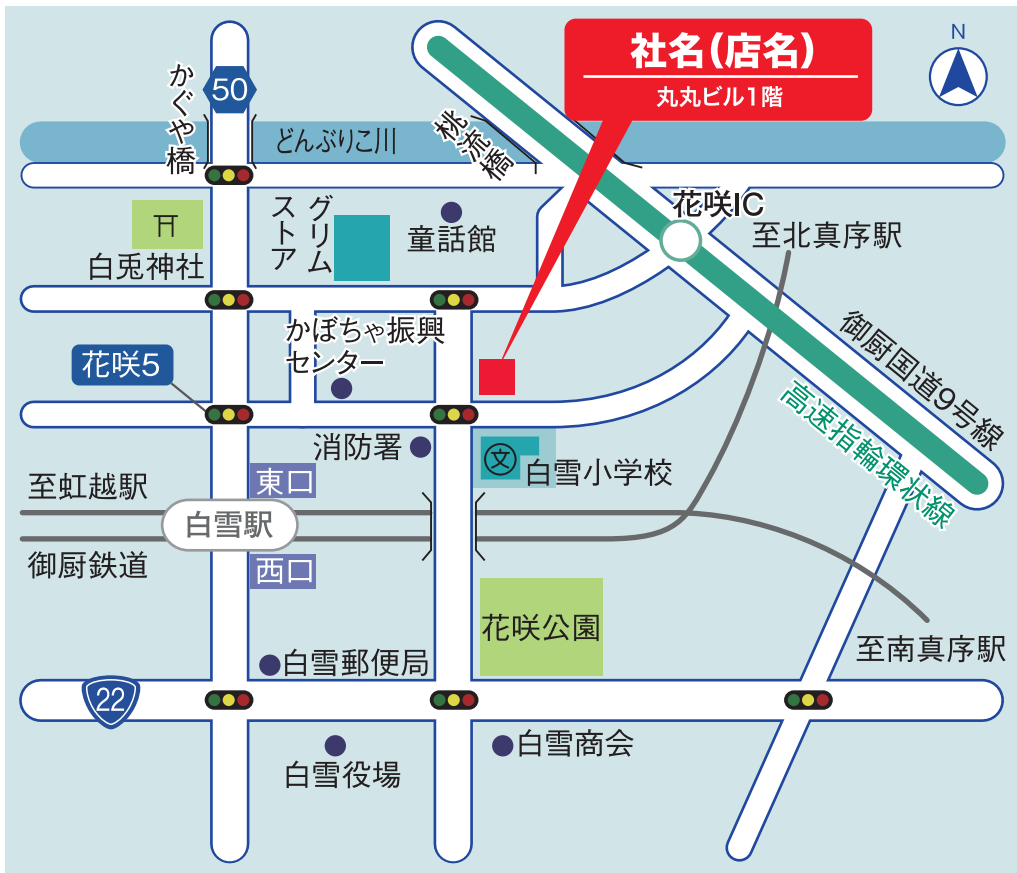 社名（店名）
丸丸ビル1階
N
50
かぐや橋
どんぶりこ川
桃流橋
花咲IC
至北真序駅
白兎神社
グリム
ストア
童話館
かぼちゃ振興
センター
花咲5
御厨国道9号線
高速指輪環状線
消防署
文
白雪小学校
至虹越駅
東口
白雪駅
御厨鉄道
西口
花咲公園
至南真序駅
白雪郵便局
22
白雪役場
白雪商会